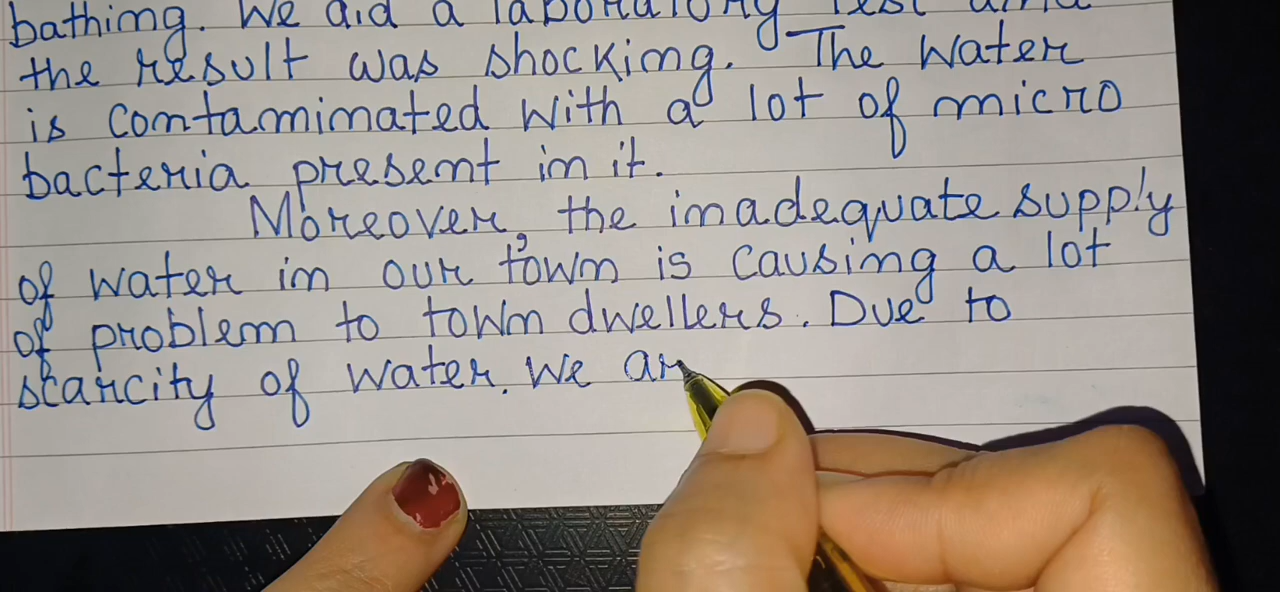 bathing. We did a laboratory test and
the result was shocking. The water
is contaminated with a lot of micro
bacteria present in it.
Moreover, the inadequate supply
of water in our town is causing a lot
of problem to town dwellers. Due to
scarcity of water, We ar